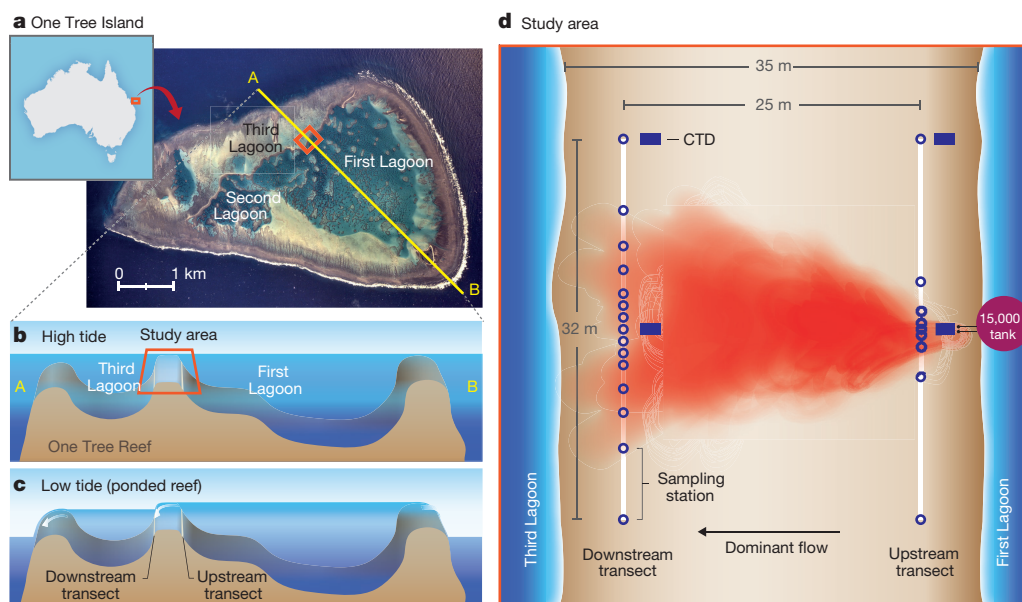 a One Tree Island
A
Third
Lagoon
First Lagoon
Second
Lagoon
0 1 km
B
b High tide
Study area
A
Third
Lagoon
First
Lagoon
B
One Tree Reef
c Low tide (ponded reef)
Downstream
transect
Upstream
transect
d Study area
35 m
25 m
CTD
32 m
15,000
tank
Sampling
station
Third Lagoon
First Lagoon
Dominant flow
Downstream
transect
Upstream
transect